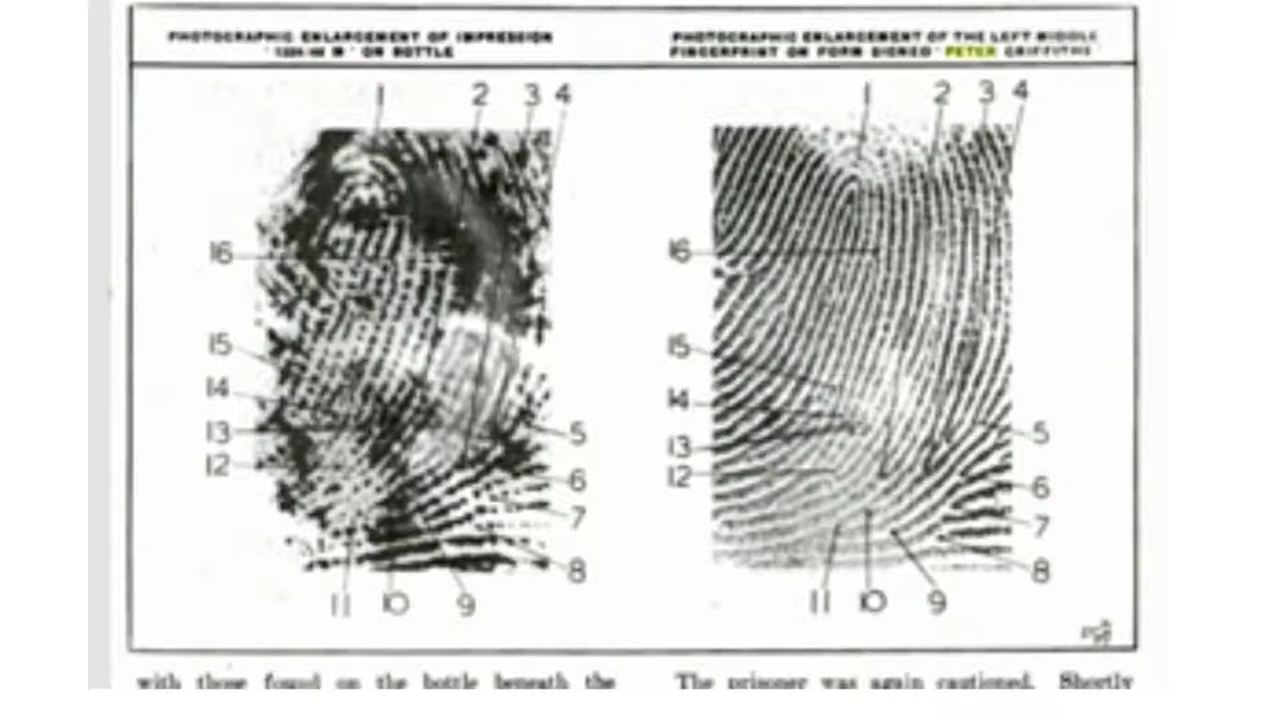 PHOTOGRAPHIC ENLARGEMENT OF IMPRESSION
ON BOTTLE
PHOTOGRAPHIC ENLARGEMENT OF THE LEFT MIDDLE
FINGERPRINT ON FORM SIGNED " PETER GRIFFITHS "
1 2 3 4
16
15
14
13
12
5
6
7
8
11 10 9
1 2 3 4
16
15
14
13
12
5
6
7
8
11 10 9
with those found on the bottle beneath the
The prisoner was again cautioned. Shortly